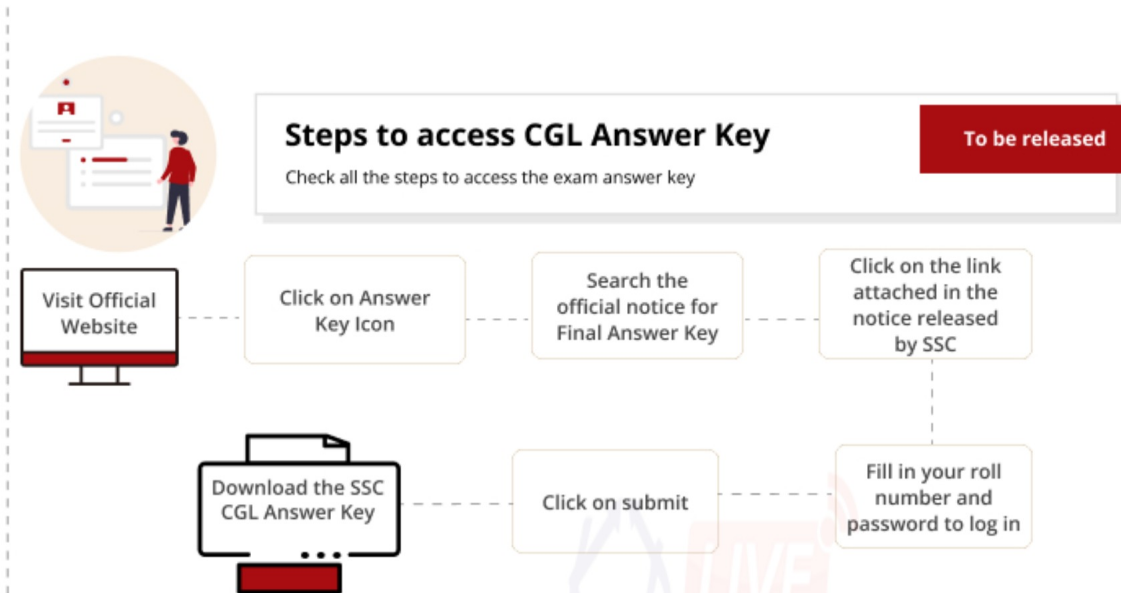 Steps to access CGL Answer Key
To be released
Check all the steps to access the exam answer key
Visit Official
Website
Click on Answer
Key Icon
Search the
official notice for
Final Answer Key
Click on the link
attached in the
notice released
by SSC
Fill in your roll
number and
password to log in
Click on submit
Download the SSC
CGL Answer Key
LIVE